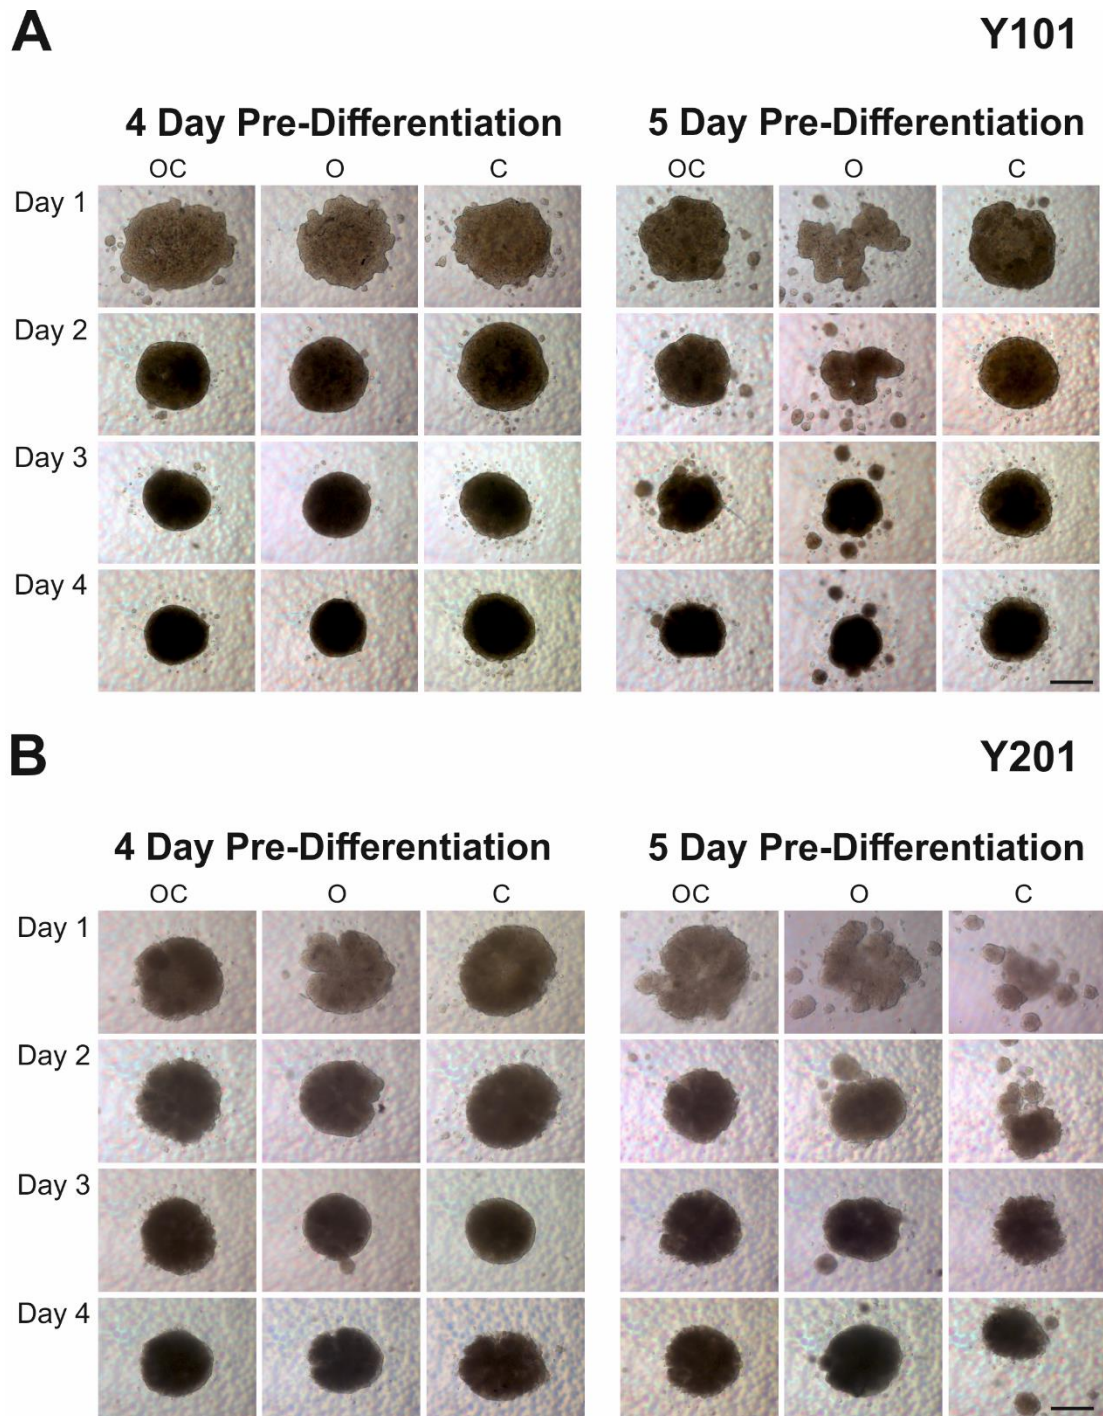 A
Y101
4 Day Pre-Differentiation
5 Day Pre-Differentiation
OC O C OC O C
Day 1
Day 2
Day 3
Day 4
B
Y201
4 Day Pre-Differentiation
5 Day Pre-Differentiation
OC O C OC O C
Day 1
Day 2
Day 3
Day 4